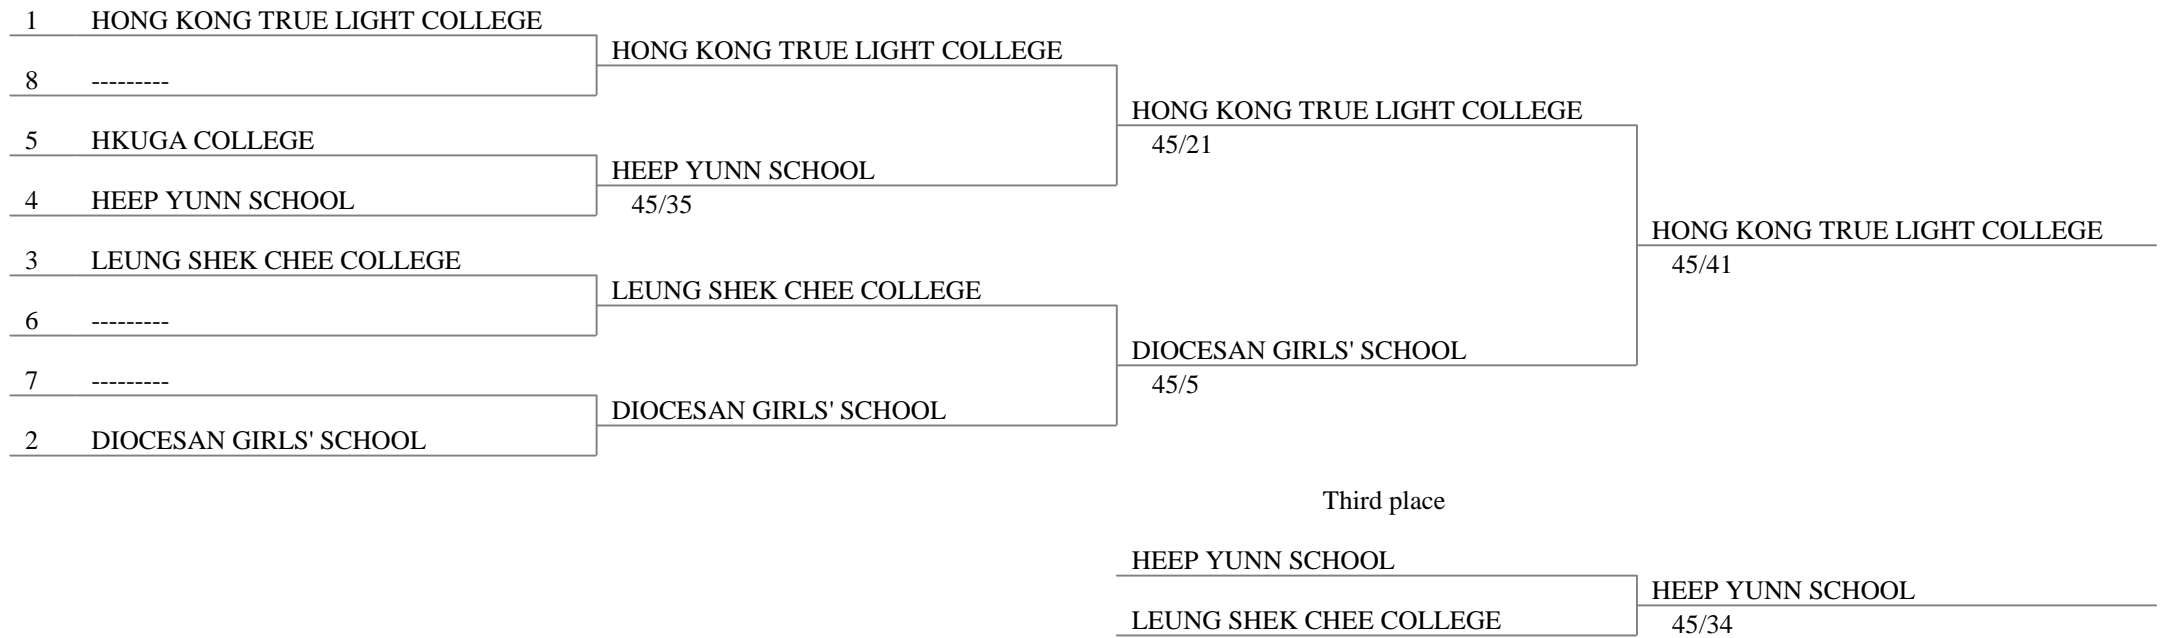 1 HONG KONG TRUE LIGHT COLLEGE
HONG KONG TRUE LIGHT COLLEGE
8 ---------
HONG KONG TRUE LIGHT COLLEGE
5 HKUGA COLLEGE
45/21
HEEP YUNN SCHOOL
4 HEEP YUNN SCHOOL
45/35
HONG KONG TRUE LIGHT COLLEGE
3 LEUNG SHEK CHEE COLLEGE
45/41
LEUNG SHEK CHEE COLLEGE
6 ---------
DIOCESAN GIRLS' SCHOOL
7 ---------
45/5
DIOCESAN GIRLS' SCHOOL
2 DIOCESAN GIRLS' SCHOOL
Third place
HEEP YUNN SCHOOL
HEEP YUNN SCHOOL
LEUNG SHEK CHEE COLLEGE
45/34